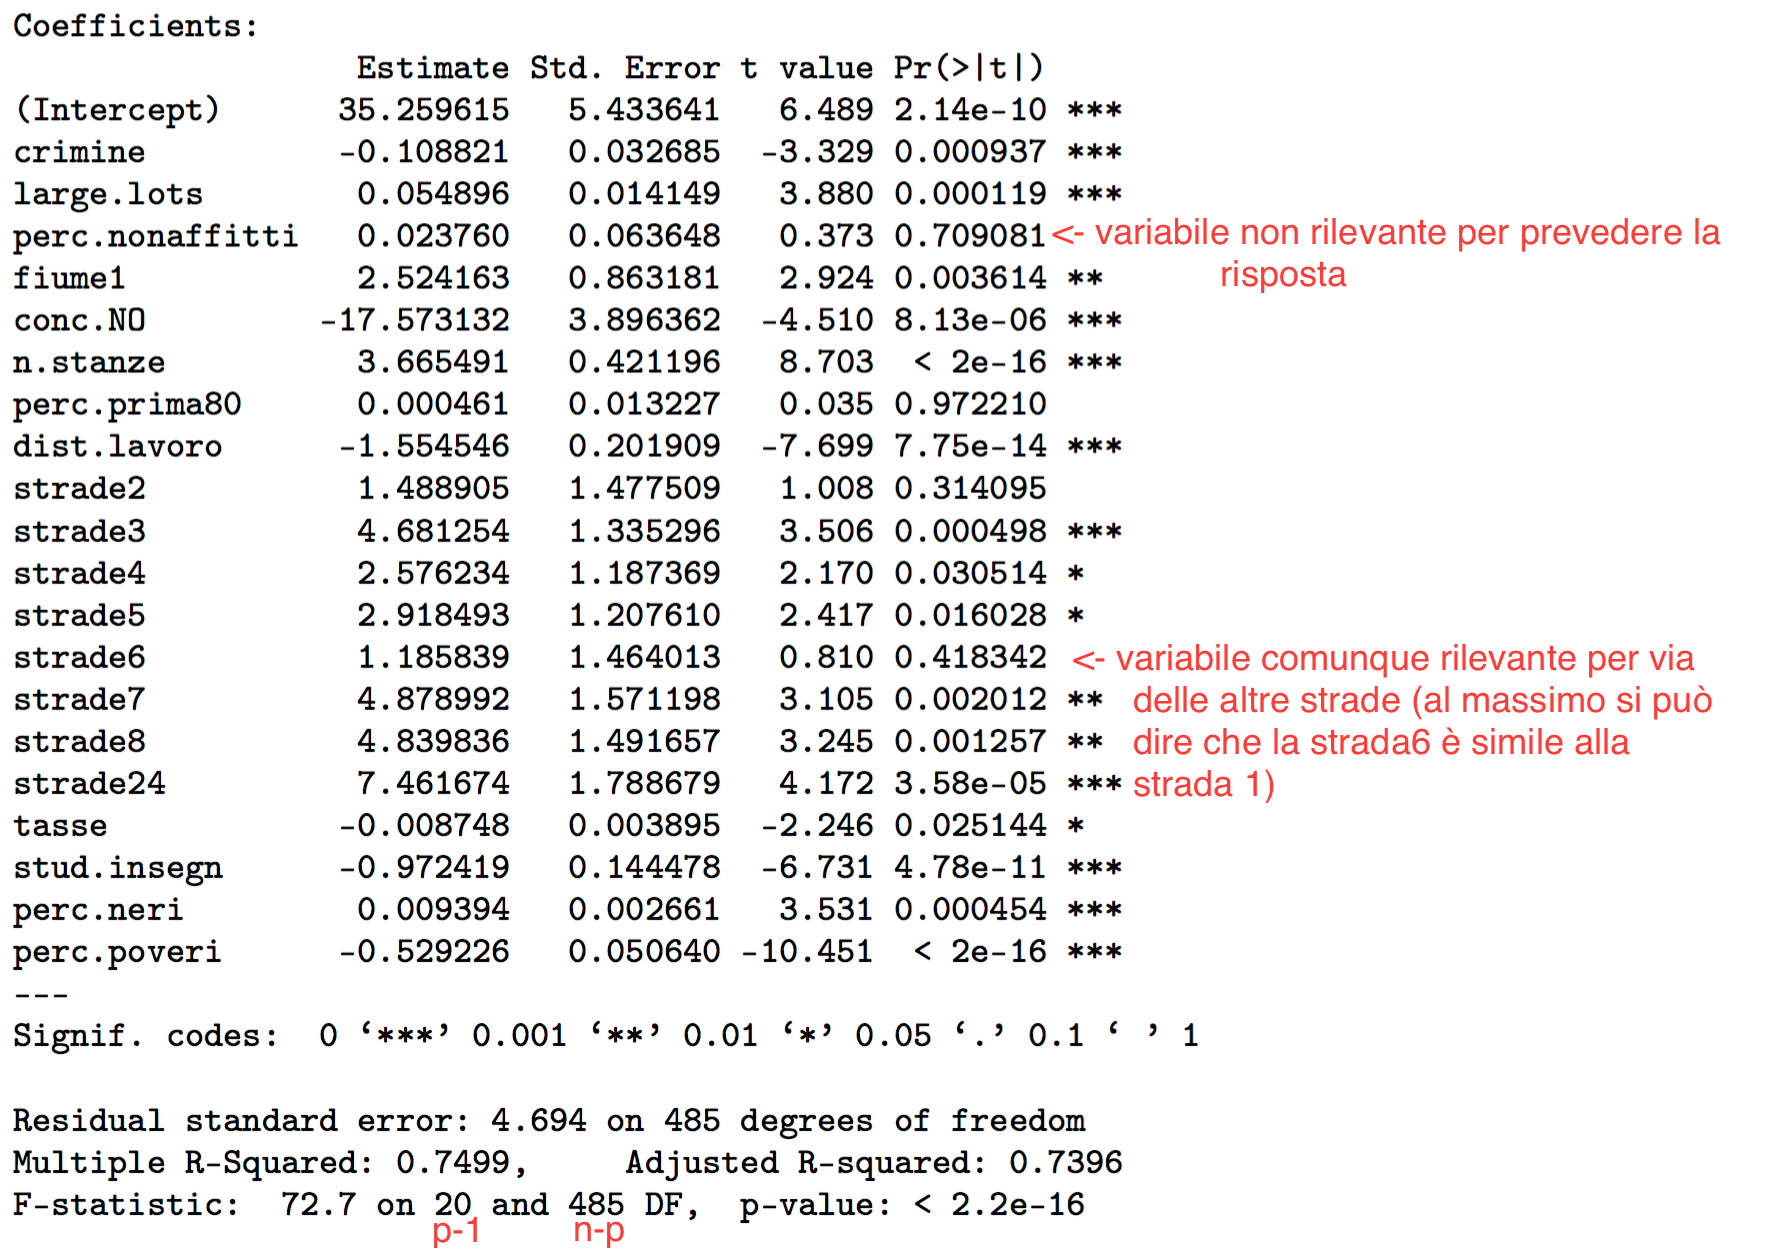 Coefficients:
Estimate Std. Error t value Pr(>|t|)
(Intercept) 35.259615 5.433641 6.489 2.14e-10 ***
crimine -0.108821 0.032685 -3.329 0.000937 ***
large.lots 0.054896 0.014149 3.880 0.000119 ***
perc.nonaffitti 0.023760 0.063648 0.373 0.709081 <- variabile non rilevante per prevedere la
risposta
fiume1 2.524163 0.863181 2.924 0.003614 **
conc.NO -17.573132 3.896362 -4.510 8.13e-06 ***
n.stanze 3.665491 0.421196 8.703 < 2e-16 ***
perc.prima80 0.000461 0.013227 0.035 0.972210
dist.lavoro -1.554546 0.201909 -7.699 7.75e-14 ***
strade2 1.488905 1.477509 1.008 0.314095
strade3 4.681254 1.335296 3.506 0.000498 ***
strade4 2.576234 1.187369 2.170 0.030514 *
strade5 2.918493 1.207610 2.417 0.016028 *
strade6 1.185839 1.464013 0.810 0.418342 <- variabile comunque rilevante per via
strade7 4.878992 1.571198 3.105 0.002012 ** delle altre strade (al massimo si può
strade8 4.839836 1.491657 3.245 0.001257 ** dire che la strada6 è simile alla
strade24 7.461674 1.788679 4.172 3.58e-05 *** strada 1)
tasse -0.008748 0.003895 -2.246 0.025144 *
stud.insegn -0.972419 0.144478 -6.731 4.78e-11 ***
perc.neri 0.009394 0.002661 3.531 0.000454 ***
perc.poveri -0.529226 0.050640 -10.451 < 2e-16 ***
---
Signif. codes: 0 ‘***’ 0.001 ‘**’ 0.01 ‘*’ 0.05 ‘.’ 0.1 ‘ ’ 1
Residual standard error: 4.694 on 485 degrees of freedom
Multiple R-Squared: 0.7499, Adjusted R-squared: 0.7396
F-statistic: 72.7 on 20 and 485 DF, p-value: < 2.2e-16
p-1 n-p